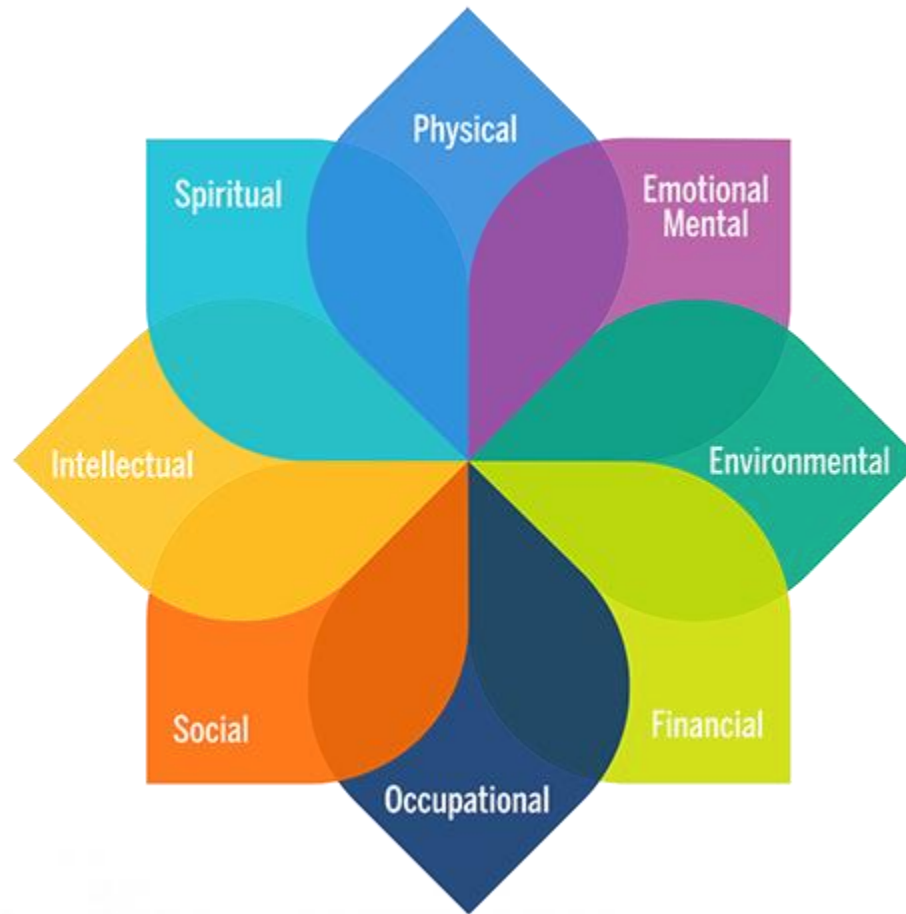 Physical
Spiritual
Emotional
Mental
Intellectual
Environmental
Social
Financial
Occupational